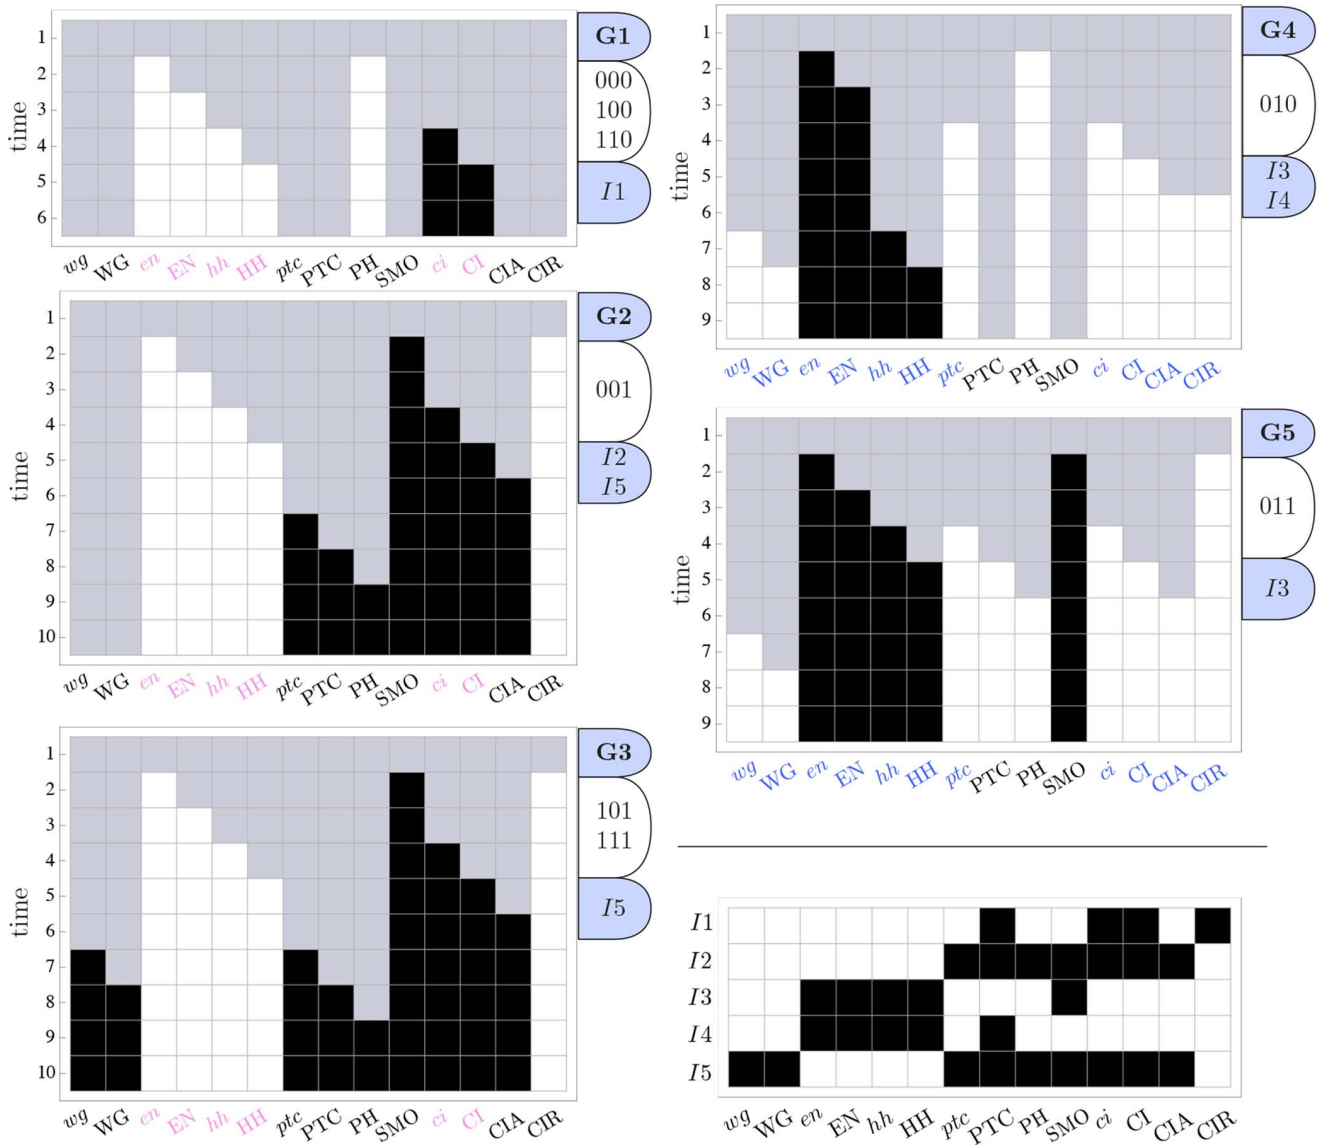 1
2
3
4
5
6
time
wg WG en EN hh HH ptc PTC PH SMO ci CI CIA CIR
G1
000
100
110
I1
1
2
3
4
5
6
7
8
9
10
time
wg WG en EN hh HH ptc PTC PH SMO ci CI CIA CIR
G2
001
I2
I5
1
2
3
4
5
6
7
8
9
10
time
wg WG en EN hh HH ptc PTC PH SMO ci CI CIA CIR
G3
101
111
I5
1
2
3
4
5
6
7
8
9
time
wg WG en EN hh HH ptc PTC PH SMO ci CI CIA CIR
G4
010
I3
I4
1
2
3
4
5
6
7
8
9
time
wg WG en EN hh HH ptc PTC PH SMO ci CI CIA CIR
G5
011
I3
I1
I2
I3
I4
I5
wg WG en EN hh HH ptc PTC PH SMO ci CI CIA CIR